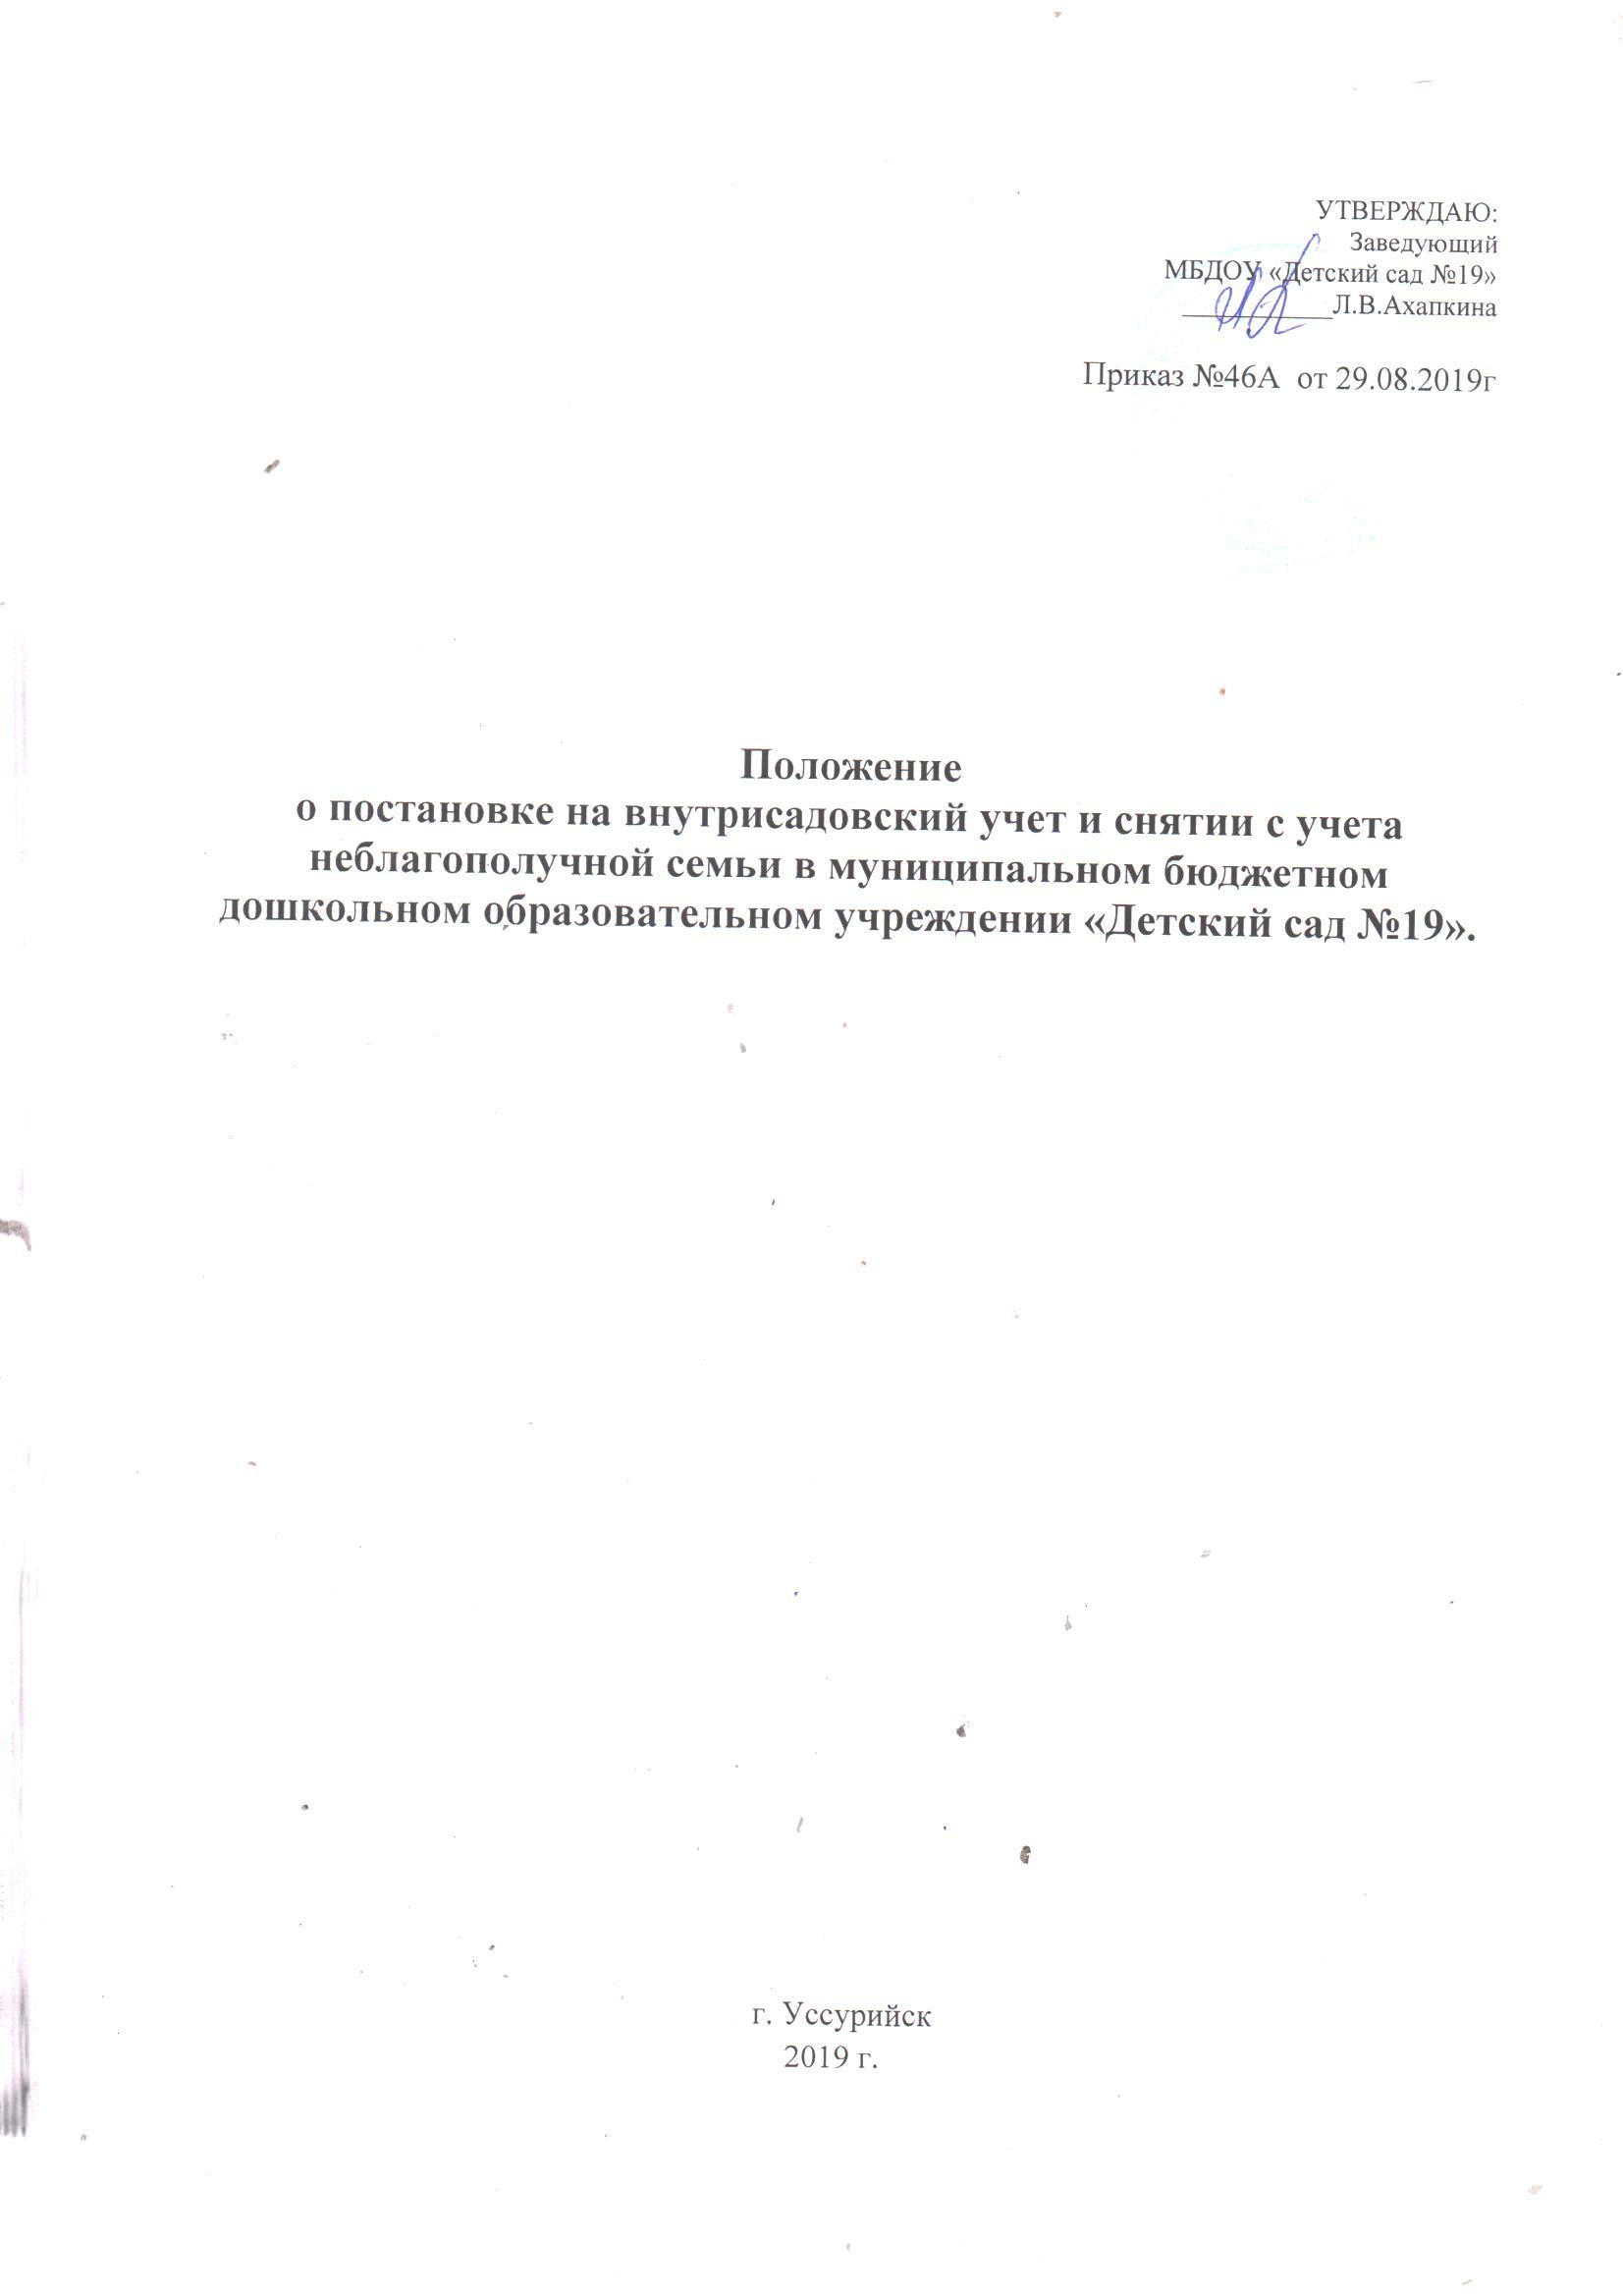 УТВЕРЖДАЮ:
Заведующий
МБДОУ «Детский сад №19»
___________Л.В.Ахапкина
Приказ №46А от 29.08.2019г
Положение
о постановке на внутрисадовский учет и снятии с учета
неблагополучной семьи в муниципальном бюджетном
дошкольном образовательном учреждении «Детский сад №19».
г. Уссурийск
2019 г.